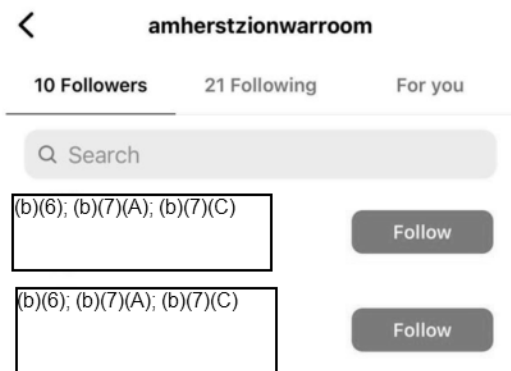 amherstzionwarroom
10 Followers 21 Following For you
Search
(b)(6); (b)(7)(A); (b)(7)(C)
Follow
(b)(6); (b)(7)(A); (b)(7)(C)
Follow